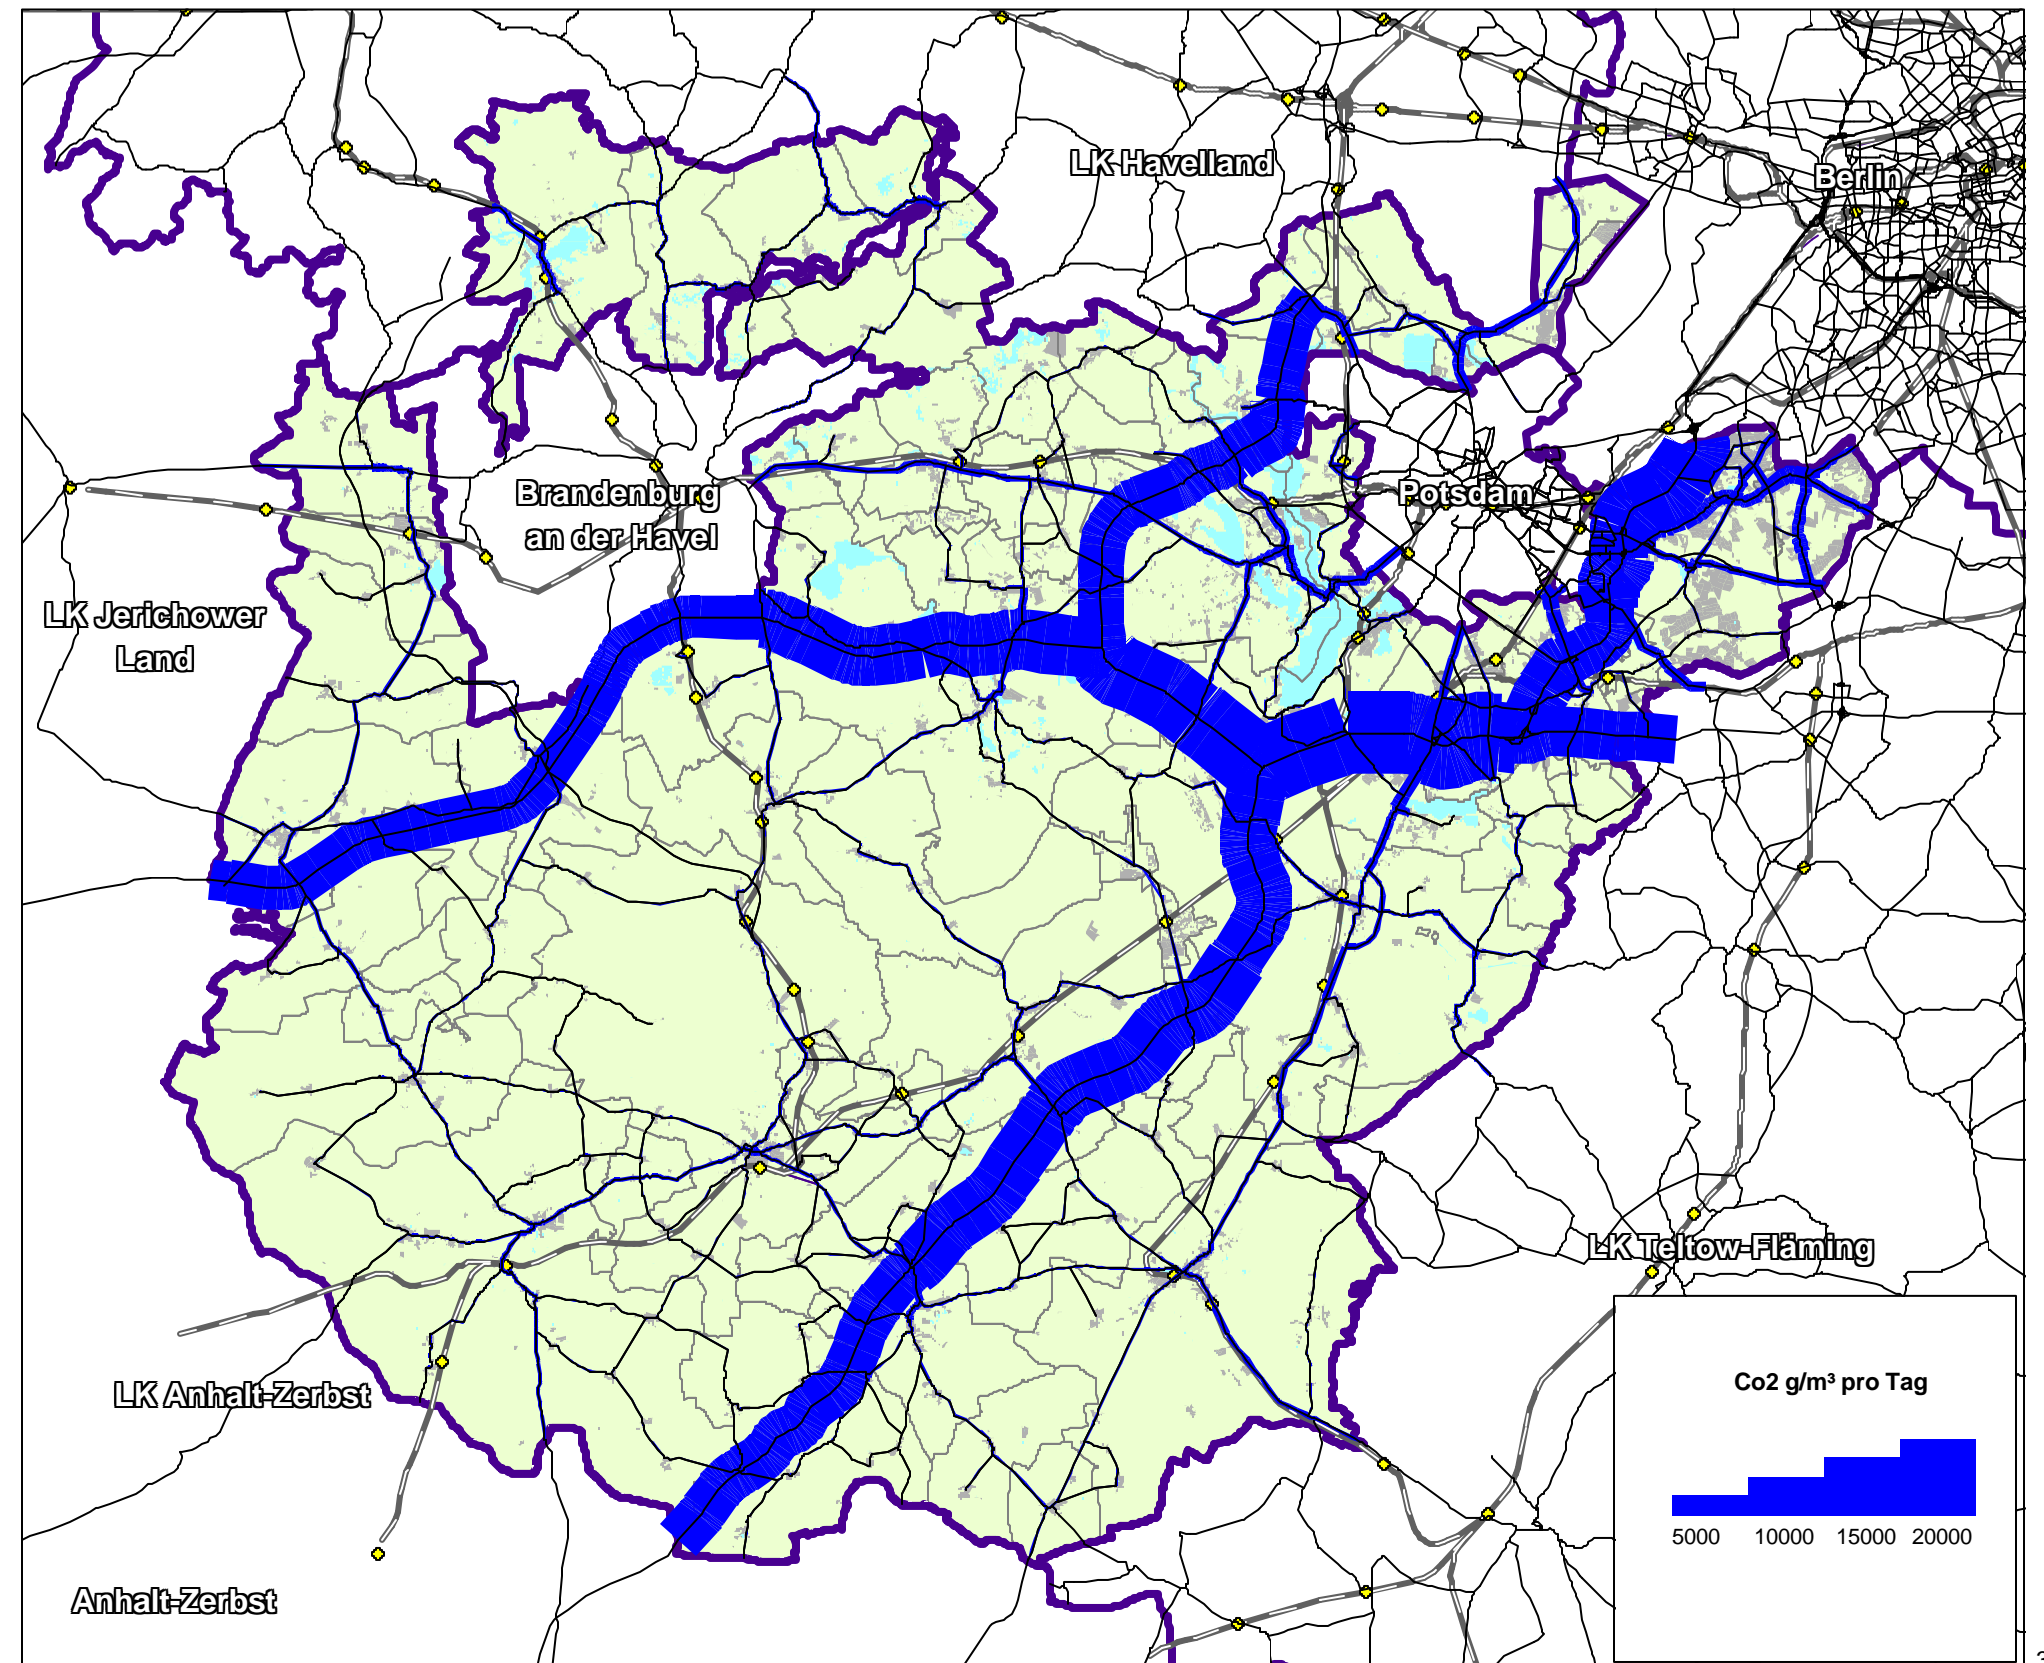 LK Havelland
Berlin
Brandenburg
an der Havel
Potsdam
LK Jerichower
Land
LK Teltow-Fläming
LK Anhalt-Zerbst
Anhalt-Zerbst
Co2 g/m³ pro Tag
5000 10000 15000 20000